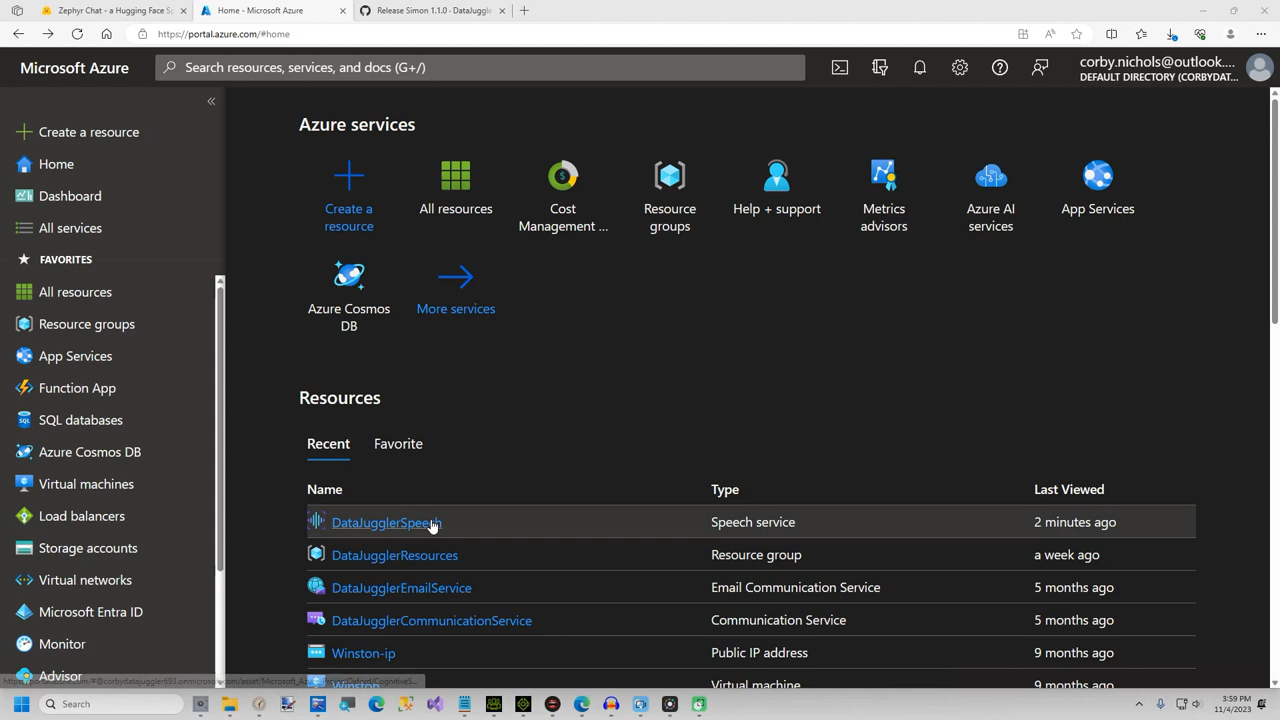 Zephyr Chat - a Hugging Face Sp
Home - Microsoft Azure
Release Simon 1.1.0 · DataJuggle
https://portal.azure.com/#home
Microsoft Azure
Search resources, services, and docs (G+/)
corby.nichols@outlook....
DEFAULT DIRECTORY (CORBYDAT...
Create a resource
Home
Dashboard
All services
FAVORITES
All resources
Resource groups
App Services
Function App
SQL databases
Azure Cosmos DB
Virtual machines
Load balancers
Storage accounts
Virtual networks
Microsoft Entra ID
Monitor
Advisor
Azure services
Create a
resource
All resources
Cost
Management ...
Resource
groups
Help + support
Metrics
advisors
Azure AI
services
App Services
Azure Cosmos
DB
More services
Resources
Recent
Favorite
Name Type Last Viewed
DataJugglerSpeech Speech service 2 minutes ago
DataJugglerResources Resource group a week ago
DataJugglerEmailService Email Communication Service 5 months ago
DataJugglerCommunicationService Communication Service 5 months ago
Winston-ip Public IP address 9 months ago
Winston Virtual machine
Search
3:59 PM
11/4/2023